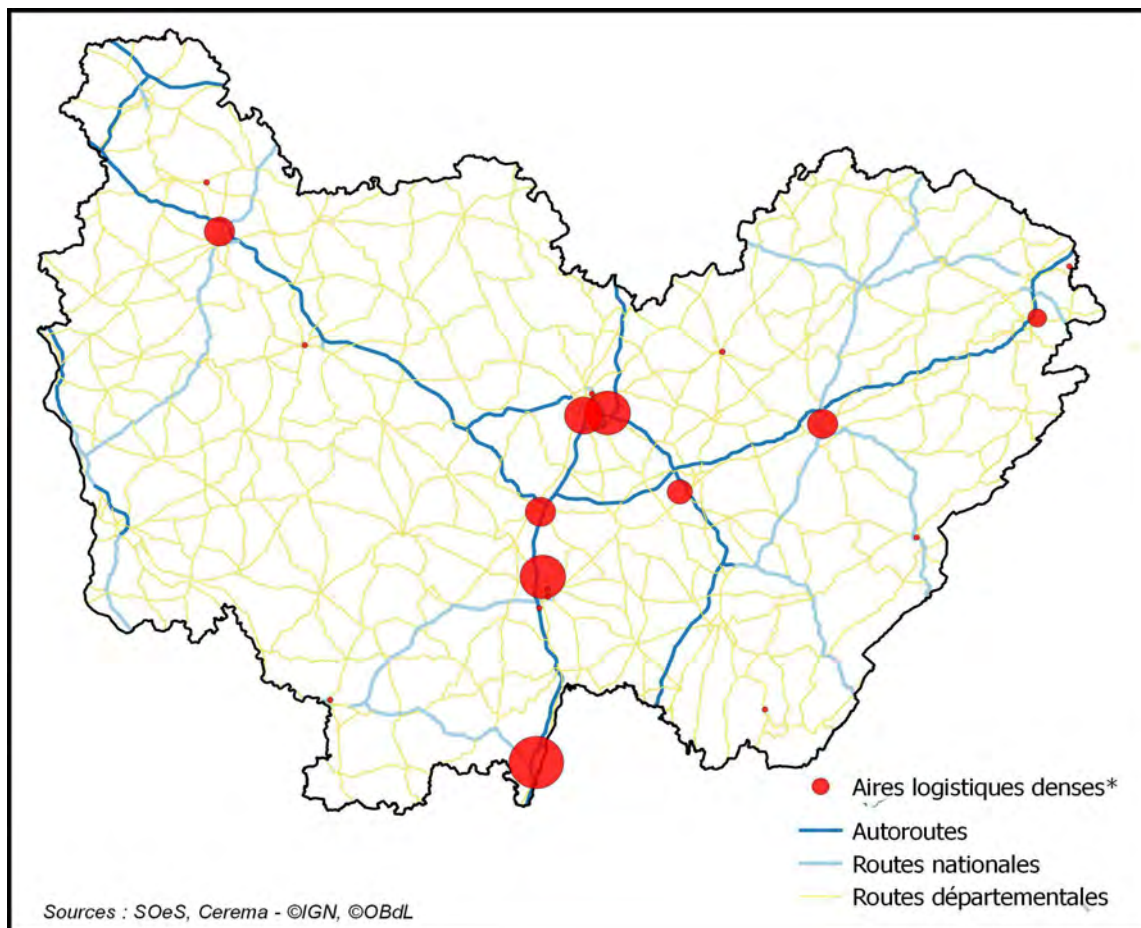 Aires logistiques denses*
Autoroutes
Routes nationales
Routes départementales
Sources : SOeS, Cerema - ©IGN, ©OBdL